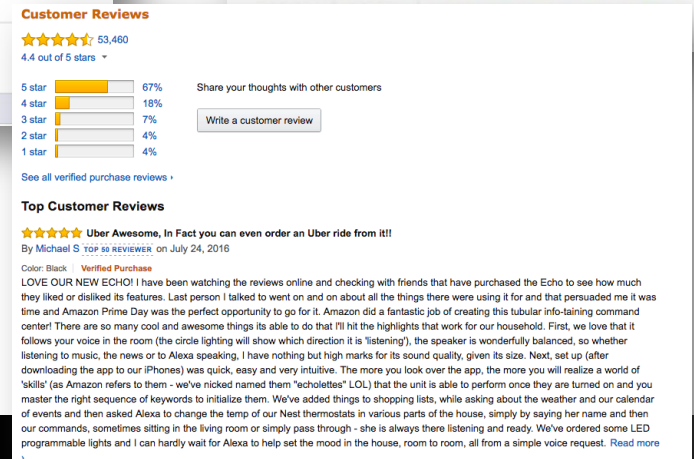 Customer Reviews
53,460
4.4 out of 5 stars
5 star 67%
4 star 18%
3 star 7%
2 star 4%
1 star 4%
Share your thoughts with other customers
Write a customer review
See all verified purchase reviews ›
Top Customer Reviews
Uber Awesome, In Fact you can even order an Uber ride from it!!
By Michael S TOP 50 REVIEWER on July 24, 2016
Color: Black | Verified Purchase
LOVE OUR NEW ECHO! I have been watching the reviews online and checking with friends that have purchased the Echo to see how much
they liked or disliked its features. Last person I talked to went on and on about all the things there were using it for and that persuaded me it was
time and Amazon Prime Day was the perfect opportunity to go for it. Amazon did a fantastic job of creating this tubular info-taining command
center! There are so many cool and awesome things its able to do that I'll hit the highlights that work for our household. First, we love that it
follows your voice in the room (the circle lighting will show which direction it is 'listening'), the speaker is wonderfully balanced, so whether
listening to music, the news or to Alexa speaking, I have nothing but high marks for its sound quality, given its size. Next, set up (after
downloading the app to our iPhones) was quick, easy and very intuitive. The more you look over the app, the more you will realize a world of
'skills' (as Amazon refers to them - we've nicked named them "echolettes" LOL) that the unit is able to perform once they are turned on and you
master the right sequence of keywords to initialize them. We've added things to shopping lists, while asking about the weather and our calendar
of events and then asked Alexa to change the temp of our Nest thermostats in various parts of the house, simply by saying her name and then
our commands, sometimes sitting in the living room or simply pass through - she is always there listening and ready. We've ordered some LED
programmable lights and I can hardly wait for Alexa to help set the mood in the house, room to room, all from a simple voice request. Read more
›